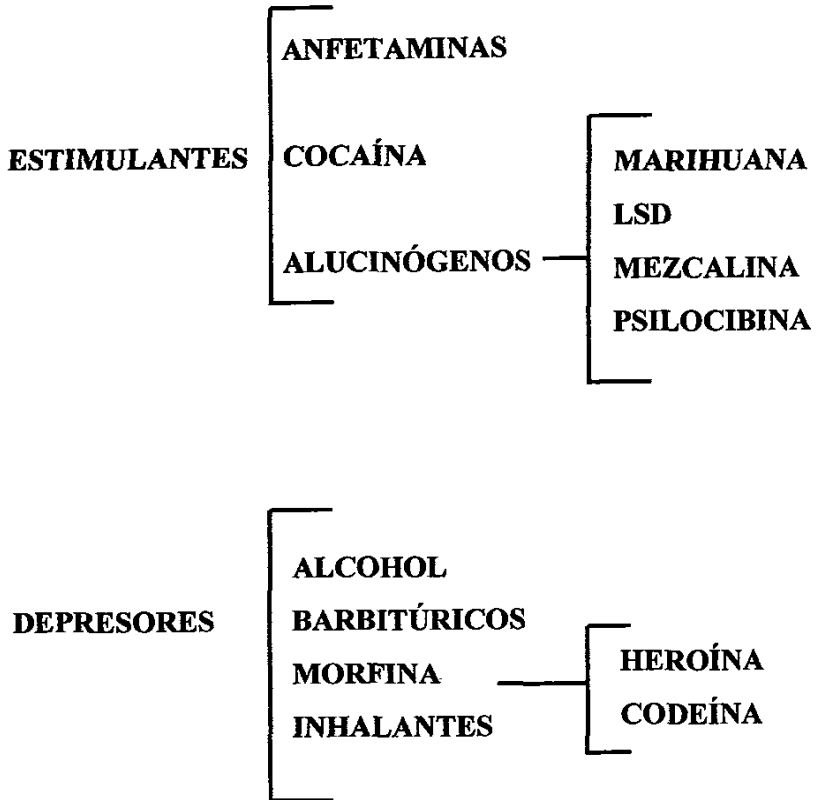 ESTIMULANTES
ANFETAMINAS
COCAÍNA
ALUCINÓGENOS
MARIHUANA
LSD
MEZCALINA
PSILOCIBINA
DEPRESORES
ALCOHOL
BARBITÚRICOS
MORFINA
INHALANTES
HEROÍNA
CODEÍNA